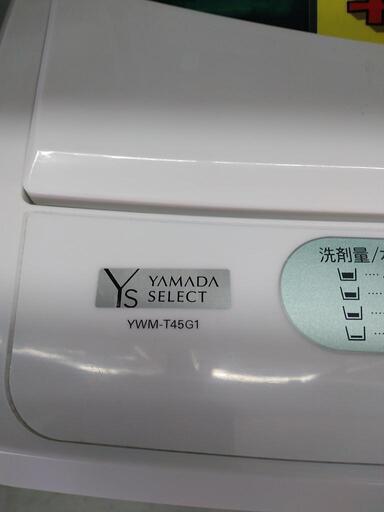 YS YAMADA
SELECT
YWM-T45G1
洗剤量/